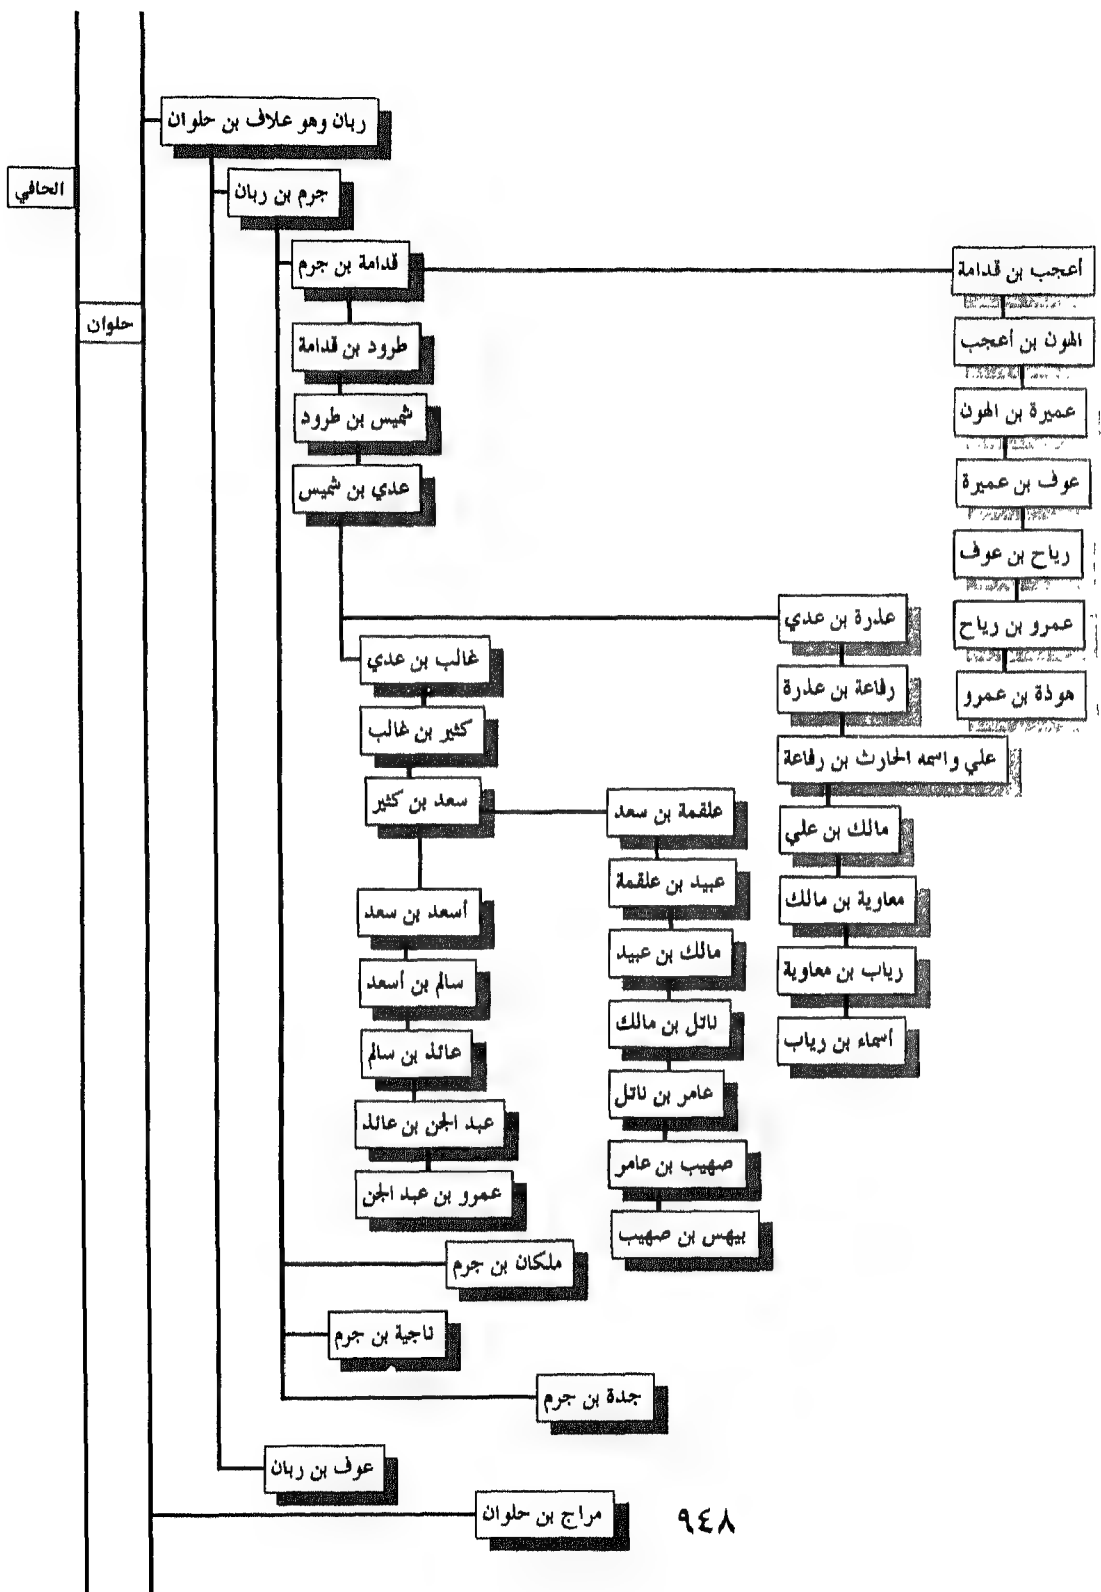 ربان وهو علاف بن حلوان
الحافي
جرم بن ربان
قدامة بن جرم
أعجب بن قدامة
حلوان
طرود بن قدامة
الهون بن أعجب
شميس بن طرود
عميرة بن الهون
عدي بن شميس
عوف بن عميرة
رياح بن عوف
عذرة بن عدي
عمرو بن رياح
غالب بن عدي
رفاعة بن عذرة
هوذة بن عمرو
كثير بن غالب
علي واسمه الحارث بن رفاعة
سعد بن كثير
علقمة بن سعد
مالك بن علي
عبيد بن علقمة
معاوية بن مالك
أسعد بن سعد
مالك بن عبيد
رياب بن معاوية
سالم بن أسعد
ناتل بن مالك
أسماء بن رياب
عائذ بن سالم
عامر بن ناتل
عبد الجن بن عائذ
صهيب بن عامر
عمرو بن عبد الجن
بيهس بن صهيب
ملكان بن جرم
ناجية بن جرم
جدة بن جرم
عوف بن ربان
مراج بن حلوان
٩٤٨